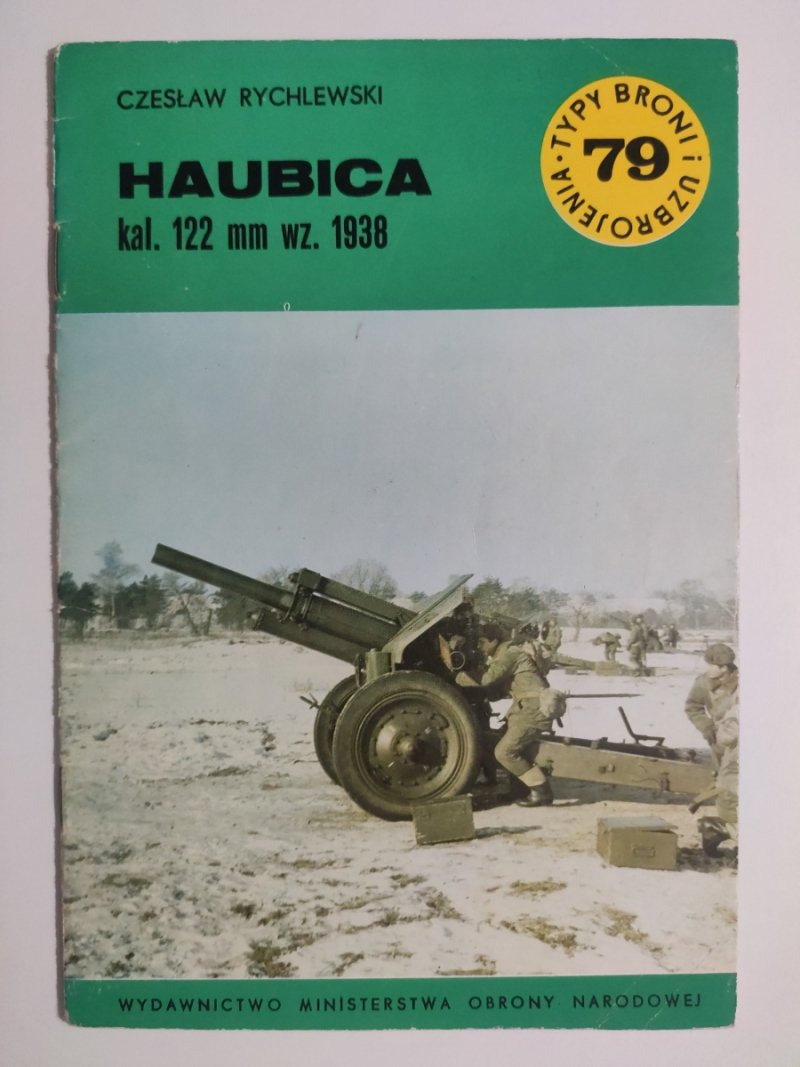 CZESŁAW RYCHLEWSKI
HAUBICA
kal. 122 mm wz. 1938
TYPY BRONI i UZBROJENIA •
79
WYDAWNICTWO MINISTERSTWA OBRONY NARODOWEJ